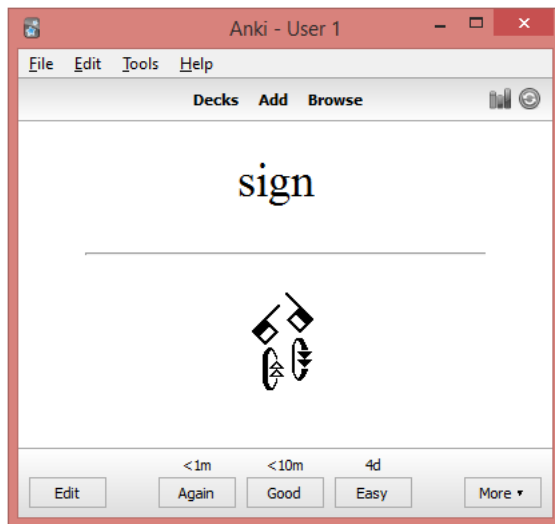 Anki - User 1
File Edit Tools Help
Decks Add Browse
sign
<1m <10m 4d
Edit Again Good Easy More ▾